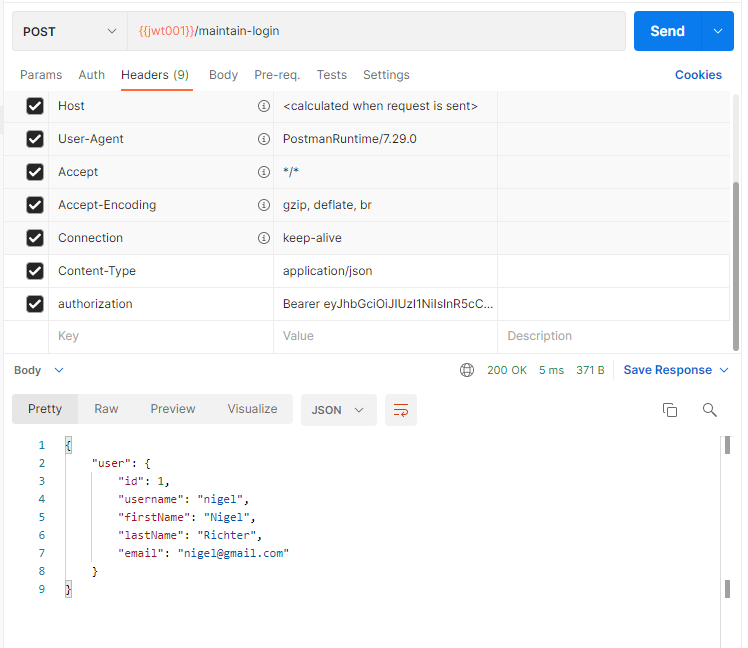 POST {{jwt001}}/maintain-login Send
Params Auth Headers (9) Body Pre-req. Tests Settings Cookies
Host <calculated when request is sent>
User-Agent PostmanRuntime/7.29.0
Accept */*
Accept-Encoding gzip, deflate, br
Connection keep-alive
Content-Type application/json
authorization Bearer eyJhbGciOiJIUzI1NiIsInR5cC...
Key Value Description
Body 200 OK 5 ms 371 B Save Response
Pretty Raw Preview Visualize JSON
1 {
2 "user": {
3 "id": 1,
4 "username": "nigel",
5 "firstName": "Nigel",
6 "lastName": "Richter",
7 "email": "nigel@gmail.com"
8 }
9 }